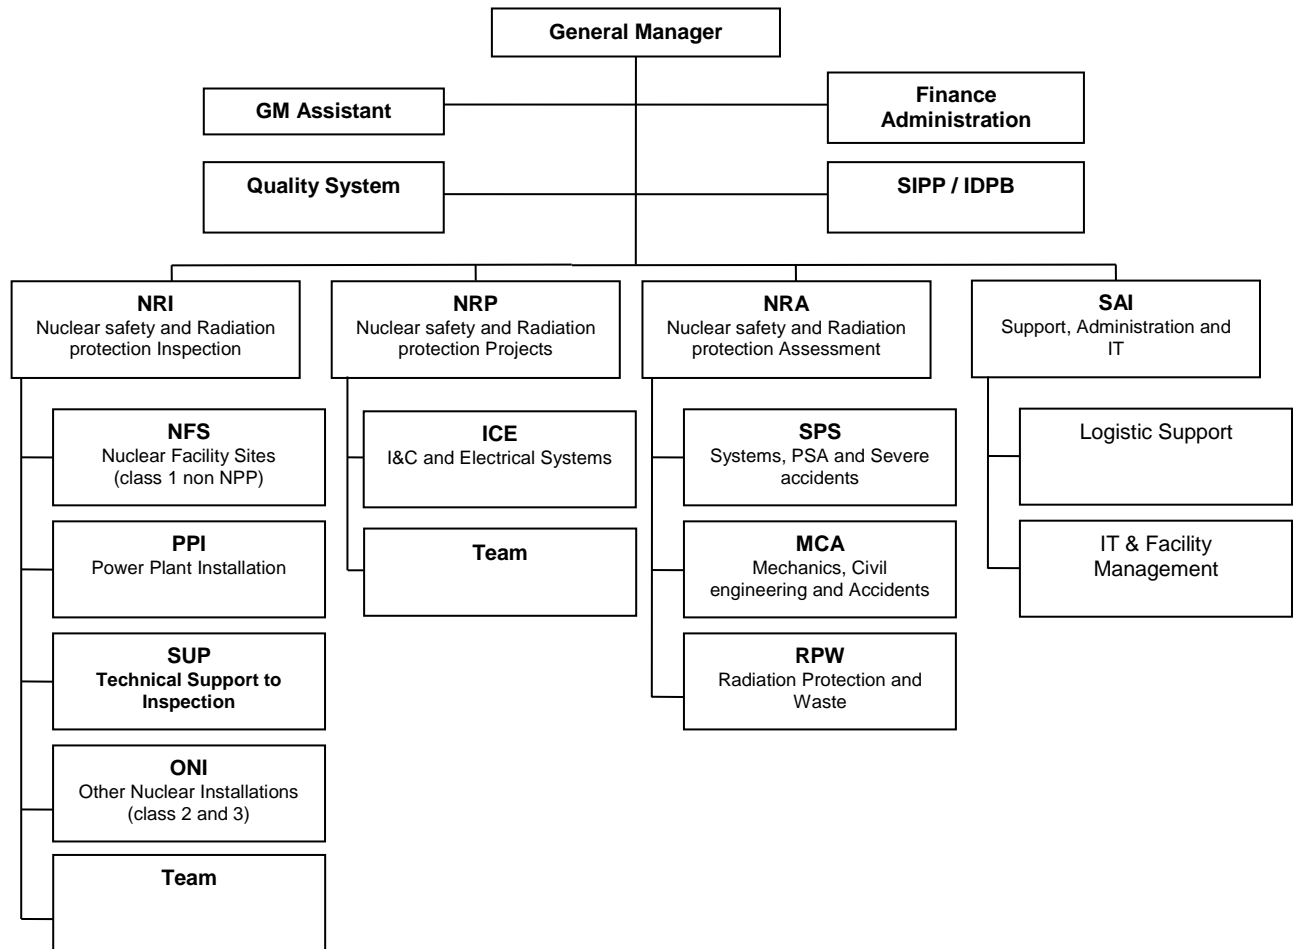 General Manager
GM Assistant
Finance
Administration
Quality System
SIPP / IDPB
NRI
Nuclear safety and Radiation
protection Inspection
NRP
Nuclear safety and Radiation
protection Projects
NRA
Nuclear safety and Radiation
protection Assessment
SAI
Support, Administration and
IT
NFS
Nuclear Facility Sites
(class 1 non NPP)
PPI
Power Plant Installation
SUP
Technical Support to
Inspection
ONI
Other Nuclear Installations
(class 2 and 3)
Team
ICE
I&C and Electrical Systems
Team
SPS
Systems, PSA and Severe
accidents
MCA
Mechanics, Civil
engineering and Accidents
RPW
Radiation Protection and
Waste
Logistic Support
IT & Facility
Management